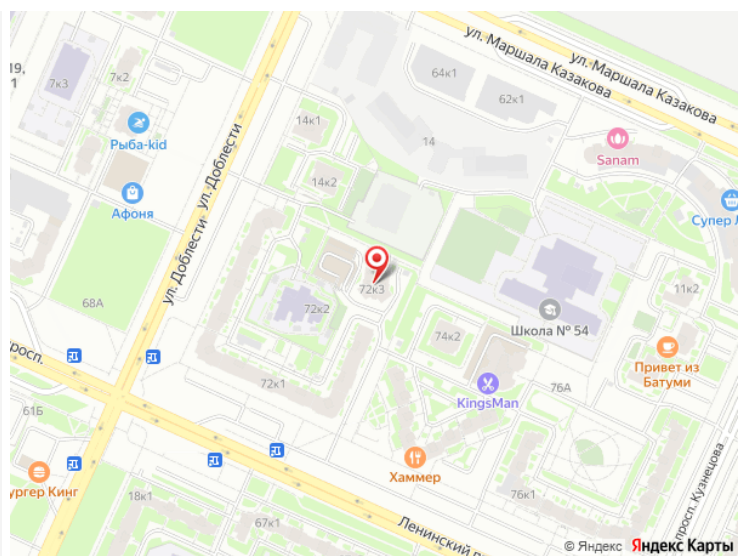 ул. Маршала Казакова
ул. Маршала Казакова
19,
1
7к3
7к2
64к1
62к1
14к1
14
Рыба-kid
Sanam
ул. Доблести
14к2
Афоня
Супер Л
ул. Доблести
68А
72к3
11к2
72к2
74к2
Школа № 54
Привет из
Батуми
просп.
72к1
76А
KingsMan
61Б
Хаммер
ургер Кинг
18к1
76к1
67к1
Ленинский п
просп. Кузнецова
© Яндекс Яндекс Карты